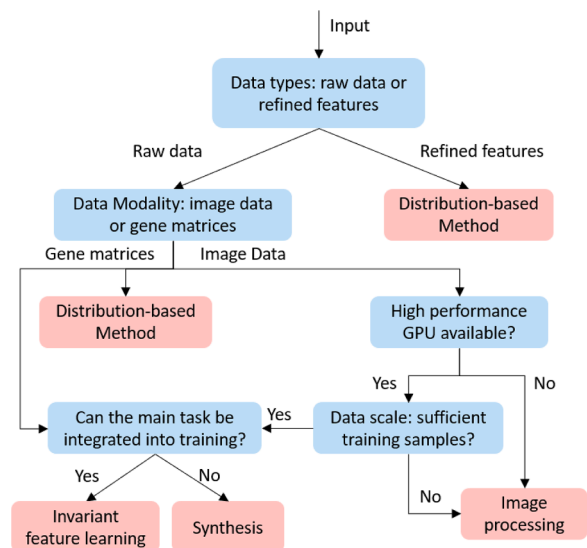 Input
Data types: raw data or
refined features
Raw data
Refined features
Data Modality: image data
or gene matrices
Distribution-based
Method
Gene matrices
Image Data
Distribution-based
Method
High performance
GPU available?
Yes
No
Can the main task be
integrated into training?
Yes
Data scale: sufficient
training samples?
Yes
No
No
Invariant
feature learning
Synthesis
Image
processing